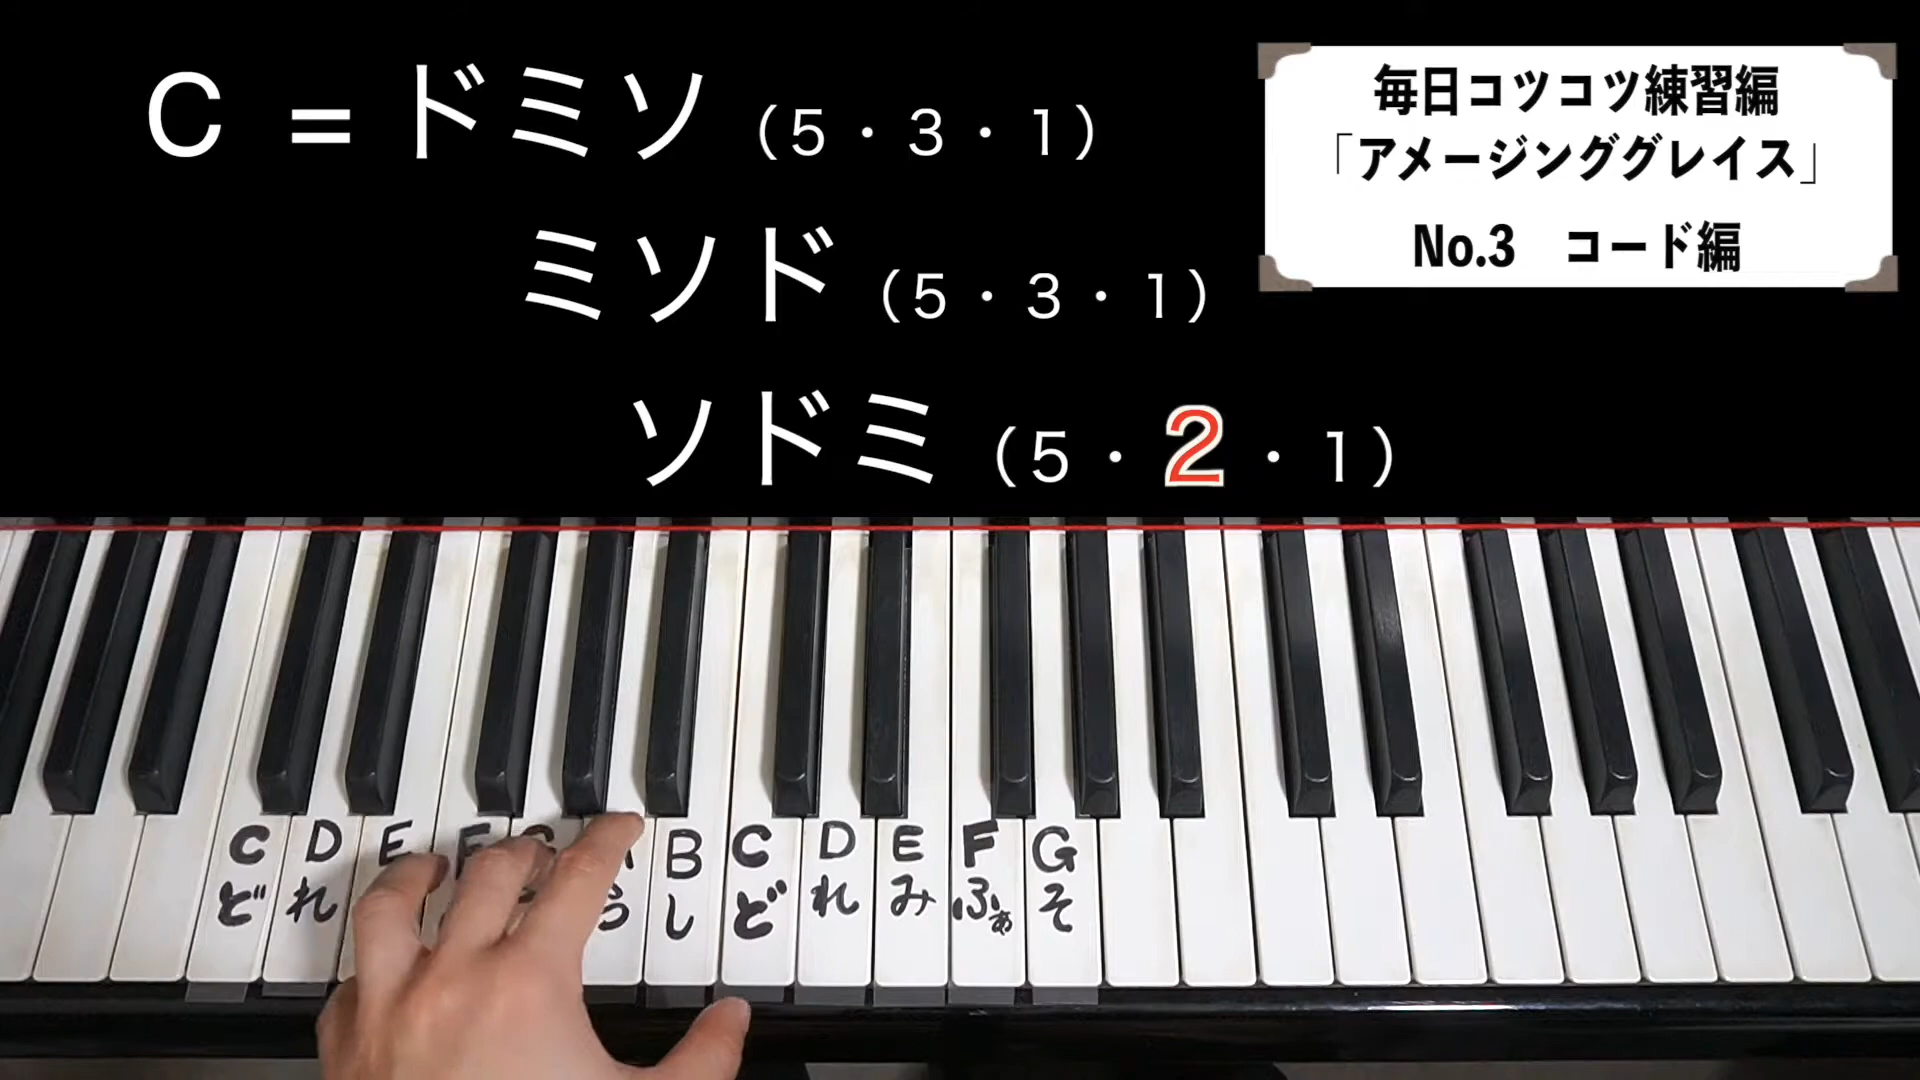 C = ドミソ（5・3・1）
ミソド（5・3・1）
ソドミ（5・2・1）
毎日コツコツ練習編
「アメージンググレイス」
No.3 コード編
C D E F G B C D E F G
ど れ ら し ど れ み ふぁ そ